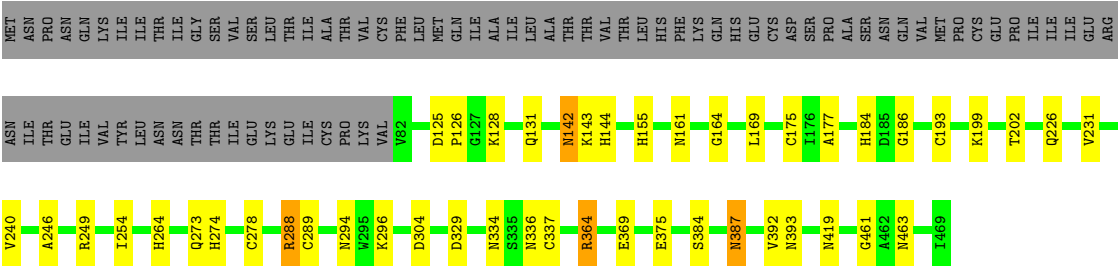 MET ASN PRO ASN GLN LYS ILE ILE THR ILE GLY SER VAL SER LEU THR ILE ALA THR VAL CYS PHE LEU MET GLN ILE ALA ILE LEU ALA THR THR VAL THR LEU HIS PHE LYS GLN HIS GLU CYS ASP SER PRO ALA SER ASN GLN VAL MET PRO CYS GLU PRO ILE ILE ILE GLU ARG
ASN ILE THR GLU ILE VAL TYR LEU ASN ASN THR THR ILE GLU LYS GLU ILE CYS PRO LYS VAL V82 D125 P126 G127 K128 Q131 N142 K143 H144 H155 N161 G164 L169 C175 I176 A177 H184 D185 G186 C193 K199 T202 Q226 V231
V240 A246 R249 I254 H264 Q273 H274 C278 R288 C289 N294 W295 K296 D304 D329 N334 S335 N336 C337 R364 E369 E375 S384 N387 V392 N393 N419 G461 A462 N463 I469